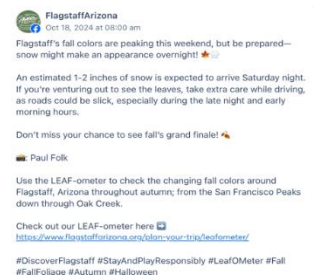 FlagstaffArizona
Oct 18, 2024 at 08:00 am
Flagstaff's fall colors are peaking this weekend, but be prepared—
snow might make an appearance overnight! 🍁🌨️
An estimated 1-2 inches of snow is expected to arrive Saturday night.
If you're venturing out to see the leaves, take extra care while driving,
as roads could be slick, especially during the late night and early
morning hours.
Don't miss your chance to see fall's grand finale! 🍂
📸: Paul Folk
Use the LEAF-ometer to check the changing fall colors around
Flagstaff, Arizona throughout autumn; from the San Francisco Peaks
down through Oak Creek.
Check out our LEAF-ometer here ➡️
https://www.flagstaffarizona.org/plan-your-trip/leafometer/
#DiscoverFlagstaff #StayAndPlayResponsibly #LeafOMeter #Fall
#FallFoliage #Autumn #Halloween